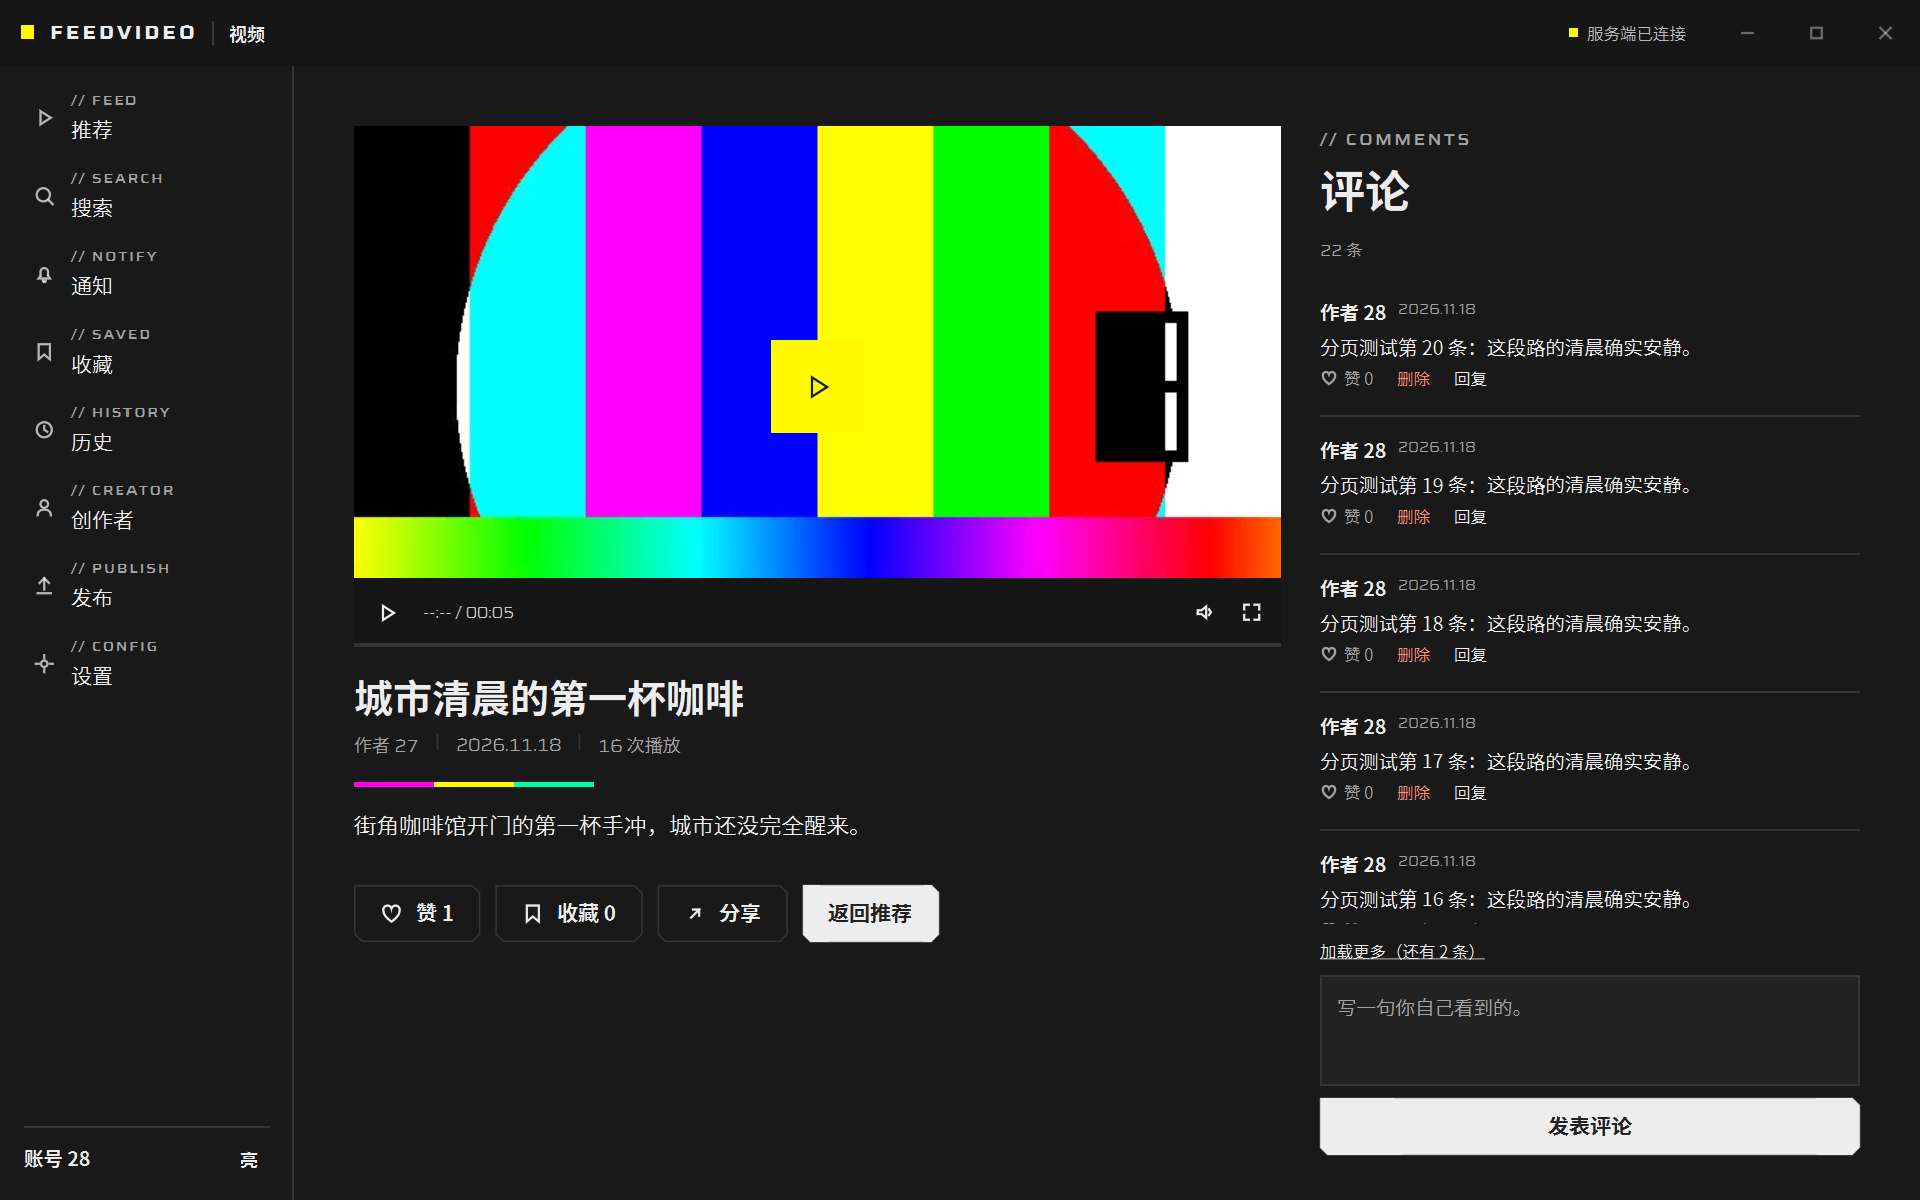 FEEDVIDEO
视频
服务端已连接
// FEED
推荐
// SEARCH
搜索
// NOTIFY
通知
// SAVED
收藏
// HISTORY
历史
// CREATOR
创作者
// PUBLISH
发布
// CONFIG
设置
账号 28
亮
--:-- / 00:05
城市清晨的第一杯咖啡
作者 27
2026.11.18
16 次播放
街角咖啡馆开门的第一杯手冲，城市还没完全醒来。
赞 1
收藏 0
分享
返回推荐
// COMMENTS
评论
22 条
作者 28 2026.11.18
分页测试第 20 条：这段路的清晨确实安静。
赞 0 删除 回复
作者 28 2026.11.18
分页测试第 19 条：这段路的清晨确实安静。
赞 0 删除 回复
作者 28 2026.11.18
分页测试第 18 条：这段路的清晨确实安静。
赞 0 删除 回复
作者 28 2026.11.18
分页测试第 17 条：这段路的清晨确实安静。
赞 0 删除 回复
作者 28 2026.11.18
分页测试第 16 条：这段路的清晨确实安静。
加载更多（还有 2 条）
写一句你自己看到的。
发表评论